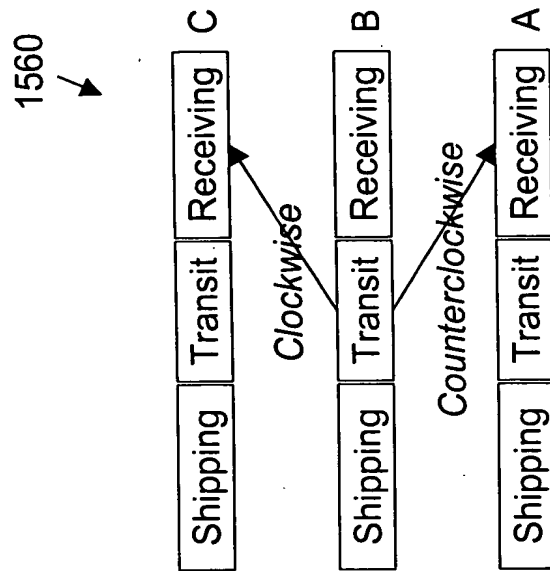 1560
Shipping Transit Receiving C
Clockwise
Shipping Transit Receiving B
Counterclockwise
Shipping Transit Receiving A